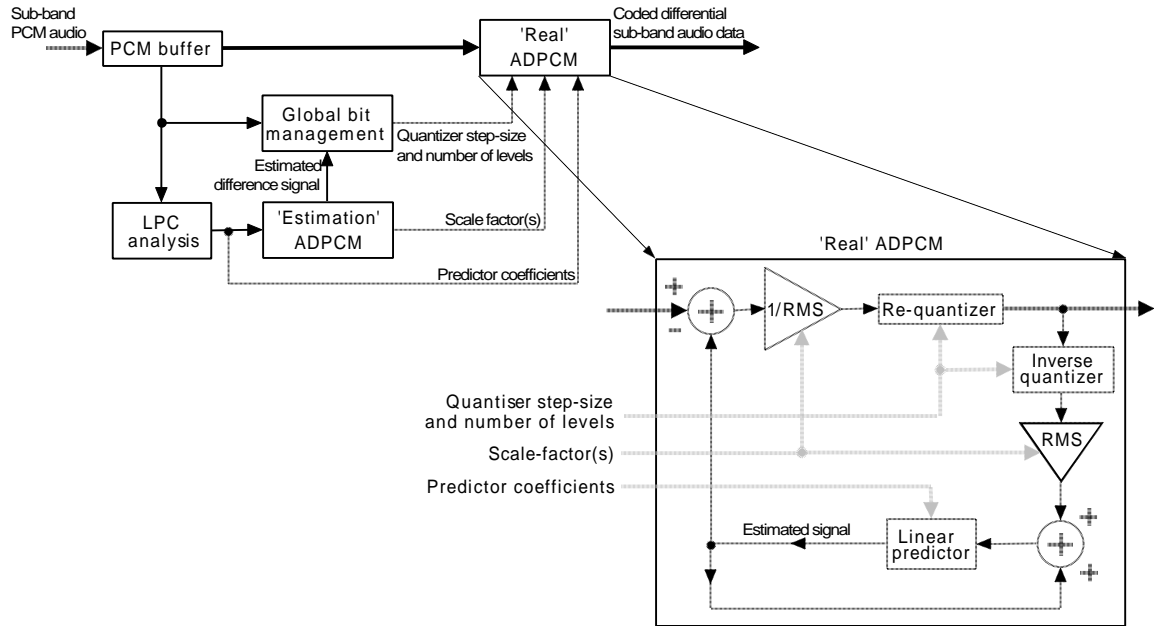 Sub-band
PCM audio
PCM buffer
'Real'
ADPCM
Coded differential
sub-band audio data
Global bit
management
Quantizer step-size
and number of levels
Estimated
difference signal
LPC
analysis
'Estimation'
ADPCM
Scale factor(s)
Predictor coefficients
'Real' ADPCM
+
-
+
1/RMS
Re-quantizer
Inverse
quantizer
Quantiser step-size
and number of levels
RMS
Scale-factor(s)
Predictor coefficients
Estimated signal
Linear
predictor
+
+
+